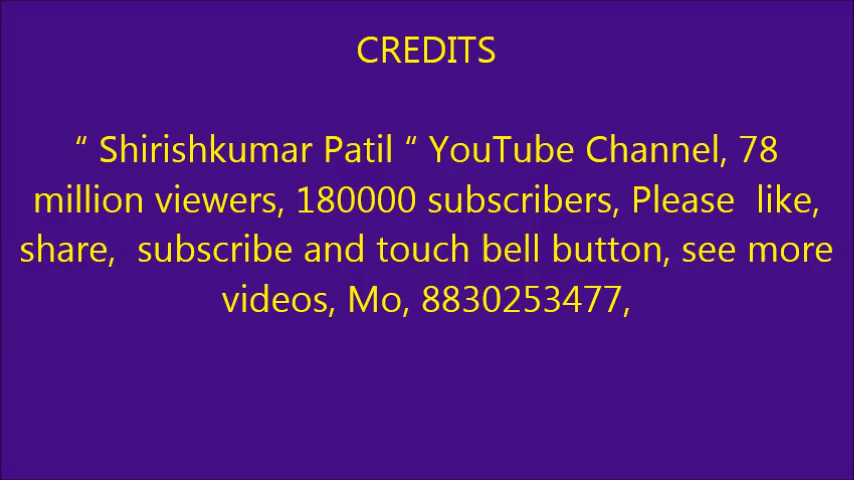 CREDITS
“ Shirishkumar Patil “ YouTube Channel, 78
million viewers, 180000 subscribers, Please  like,
share,  subscribe and touch bell button, see more
videos, Mo, 8830253477,